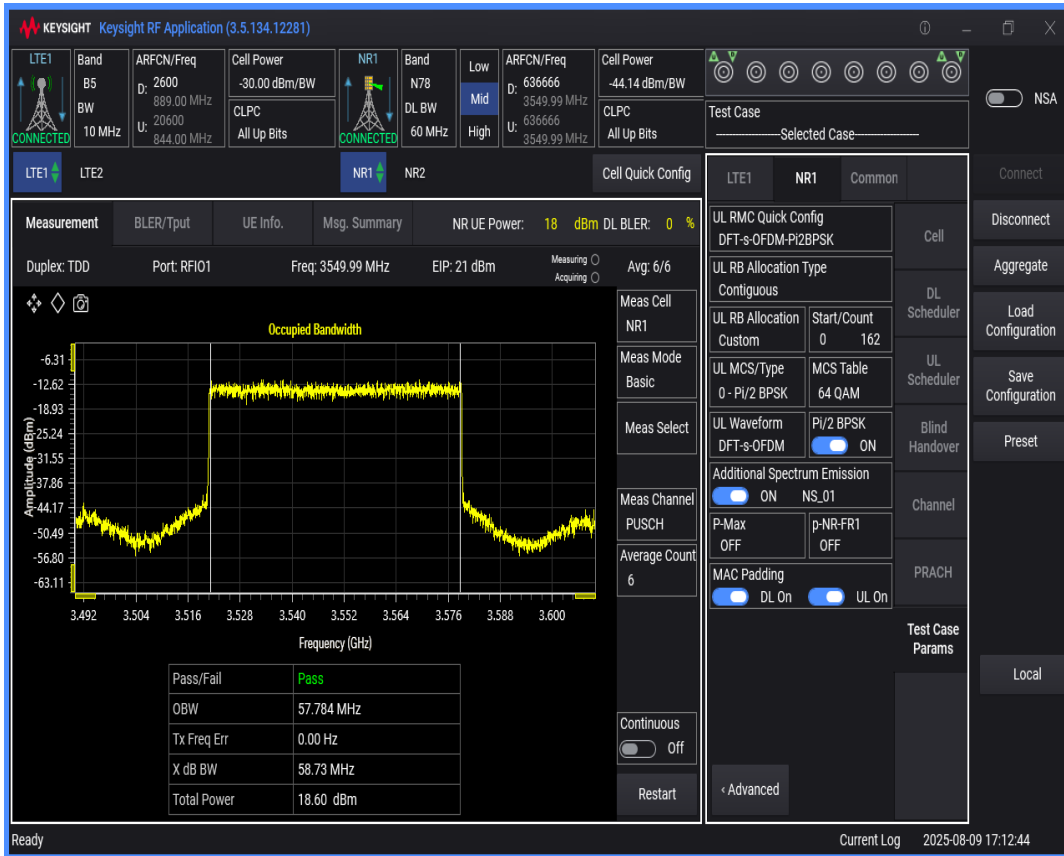 KEYSIGHT Keysight RF Application (3.5.134.12281)
LTE1
CONNECTED
Band
B5
BW
10 MHz
ARFCN/Freq
D: 2600
889.00 MHz
U: 20600
844.00 MHz
Cell Power
-30.00 dBm/BW
CLPC
All Up Bits
NR1
CONNECTED
Band
N78
DL BW
60 MHz
Low
Mid
High
ARFCN/Freq
D: 636666
3549.99 MHz
U: 636666
3549.99 MHz
Cell Power
-44.14 dBm/BW
CLPC
All Up Bits
Test Case
--------------------Selected Case--------------------
NSA
LTE1 LTE2 NR1 NR2 Cell Quick Config
LTE1 NR1 Common
Connect
Disconnect
Aggregate
Load
Configuration
Save
Configuration
Preset
Local
Measurement BLER/Tput UE Info. Msg. Summary NR UE Power: 18 dBm DL BLER: 0 %
Duplex: TDD Port: RFIO1 Freq: 3549.99 MHz EIP: 21 dBm Measuring Acquiring Avg: 6/6
Occupied Bandwidth
Amplitude (dBm)
-6.31
-12.62
-18.93
-25.24
-31.55
-37.86
-44.17
-50.49
-56.80
-63.11
3.492 3.504 3.516 3.528 3.540 3.552 3.564 3.576 3.588 3.600
Frequency (GHz)
Pass/Fail Pass
OBW 57.784 MHz
Tx Freq Err 0.00 Hz
X dB BW 58.73 MHz
Total Power 18.60 dBm
Meas Cell
NR1
Meas Mode
Basic
Meas Select
Meas Channel
PUSCH
Average Count
6
Continuous
Off
Restart
UL RMC Quick Config
DFT-s-OFDM-Pi2BPSK
UL RB Allocation Type
Contiguous
UL RB Allocation
Custom
Start/Count
0 162
UL MCS/Type
0 - Pi/2 BPSK
MCS Table
64 QAM
UL Waveform
DFT-s-OFDM
Pi/2 BPSK
ON
Additional Spectrum Emission
ON NS_01
P-Max
OFF
p-NR-FR1
OFF
MAC Padding
DL On UL On
‹ Advanced
Cell
DL
Scheduler
UL
Scheduler
Blind
Handover
Channel
PRACH
Test Case
Params
Ready Current Log 2025-08-09 17:12:44